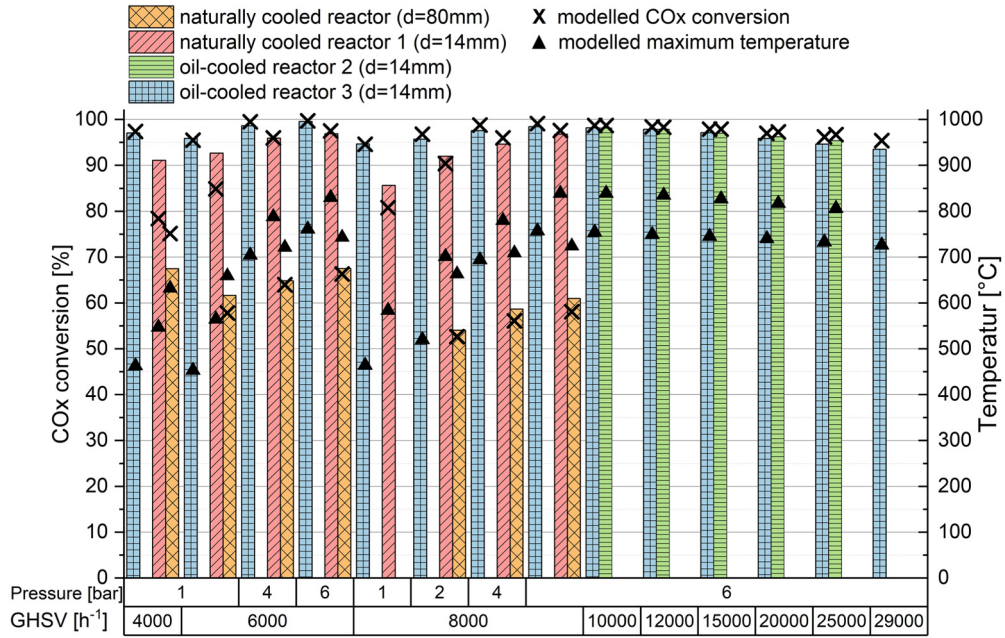 naturally cooled reactor (d=80mm)
naturally cooled reactor 1 (d=14mm)
oil-cooled reactor 2 (d=14mm)
oil-cooled reactor 3 (d=14mm)
modelled COx conversion
modelled maximum temperature
COx conversion [%]
100
90
80
70
60
50
40
30
20
10
0
Temperatur [°C]
1000
900
800
700
600
500
400
300
200
100
0
Pressure [bar] 1 4 6 1 2 4 6
GHSV [h⁻¹] 4000 6000 8000 10000 12000 15000 20000 25000 29000